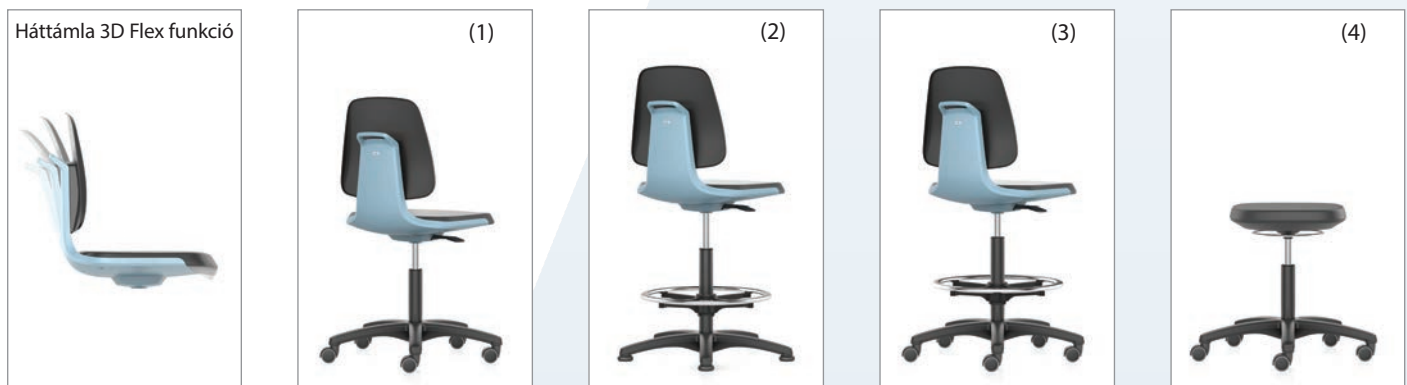 Háttámla 3D Flex funkció
(1)
(2)
(3)
(4)